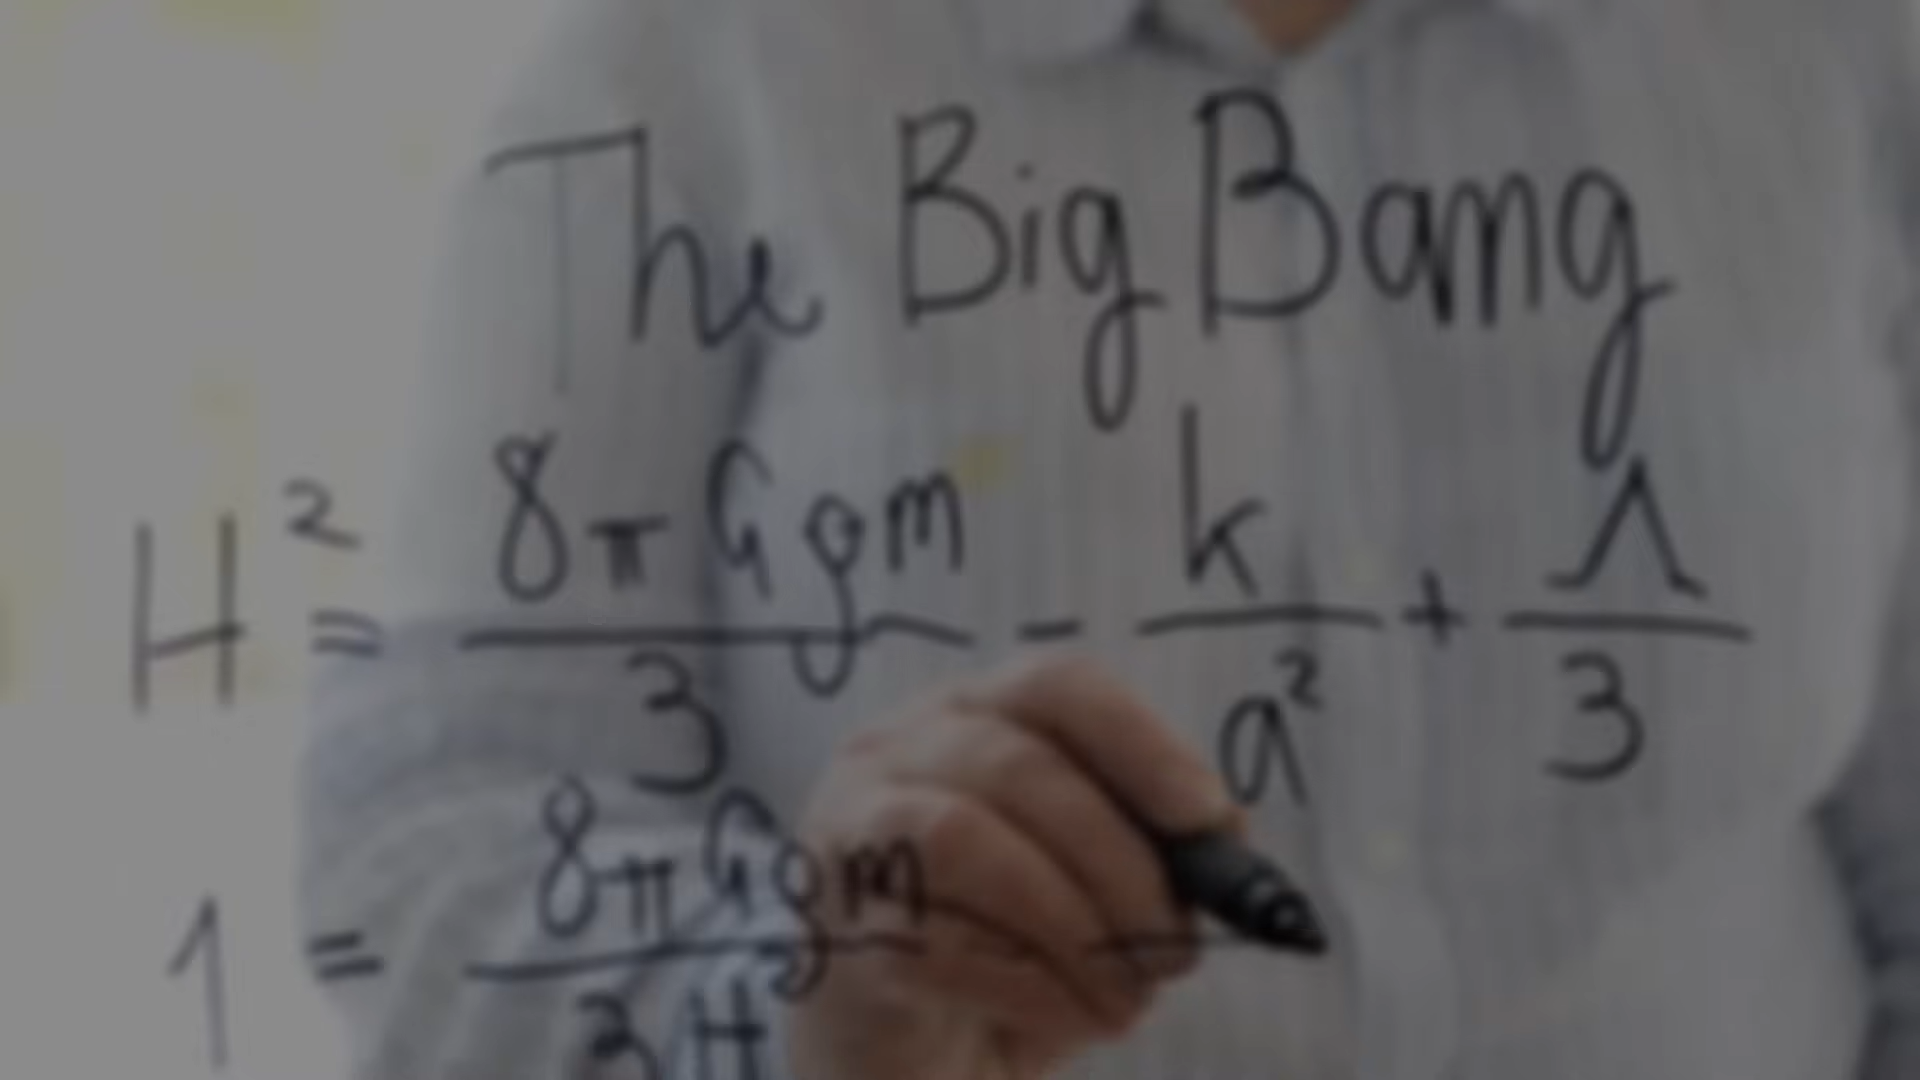 The Big Bang
H² = 8πGρm/3 - k/a² + Λ/3
1 = 8πGρm/3H²